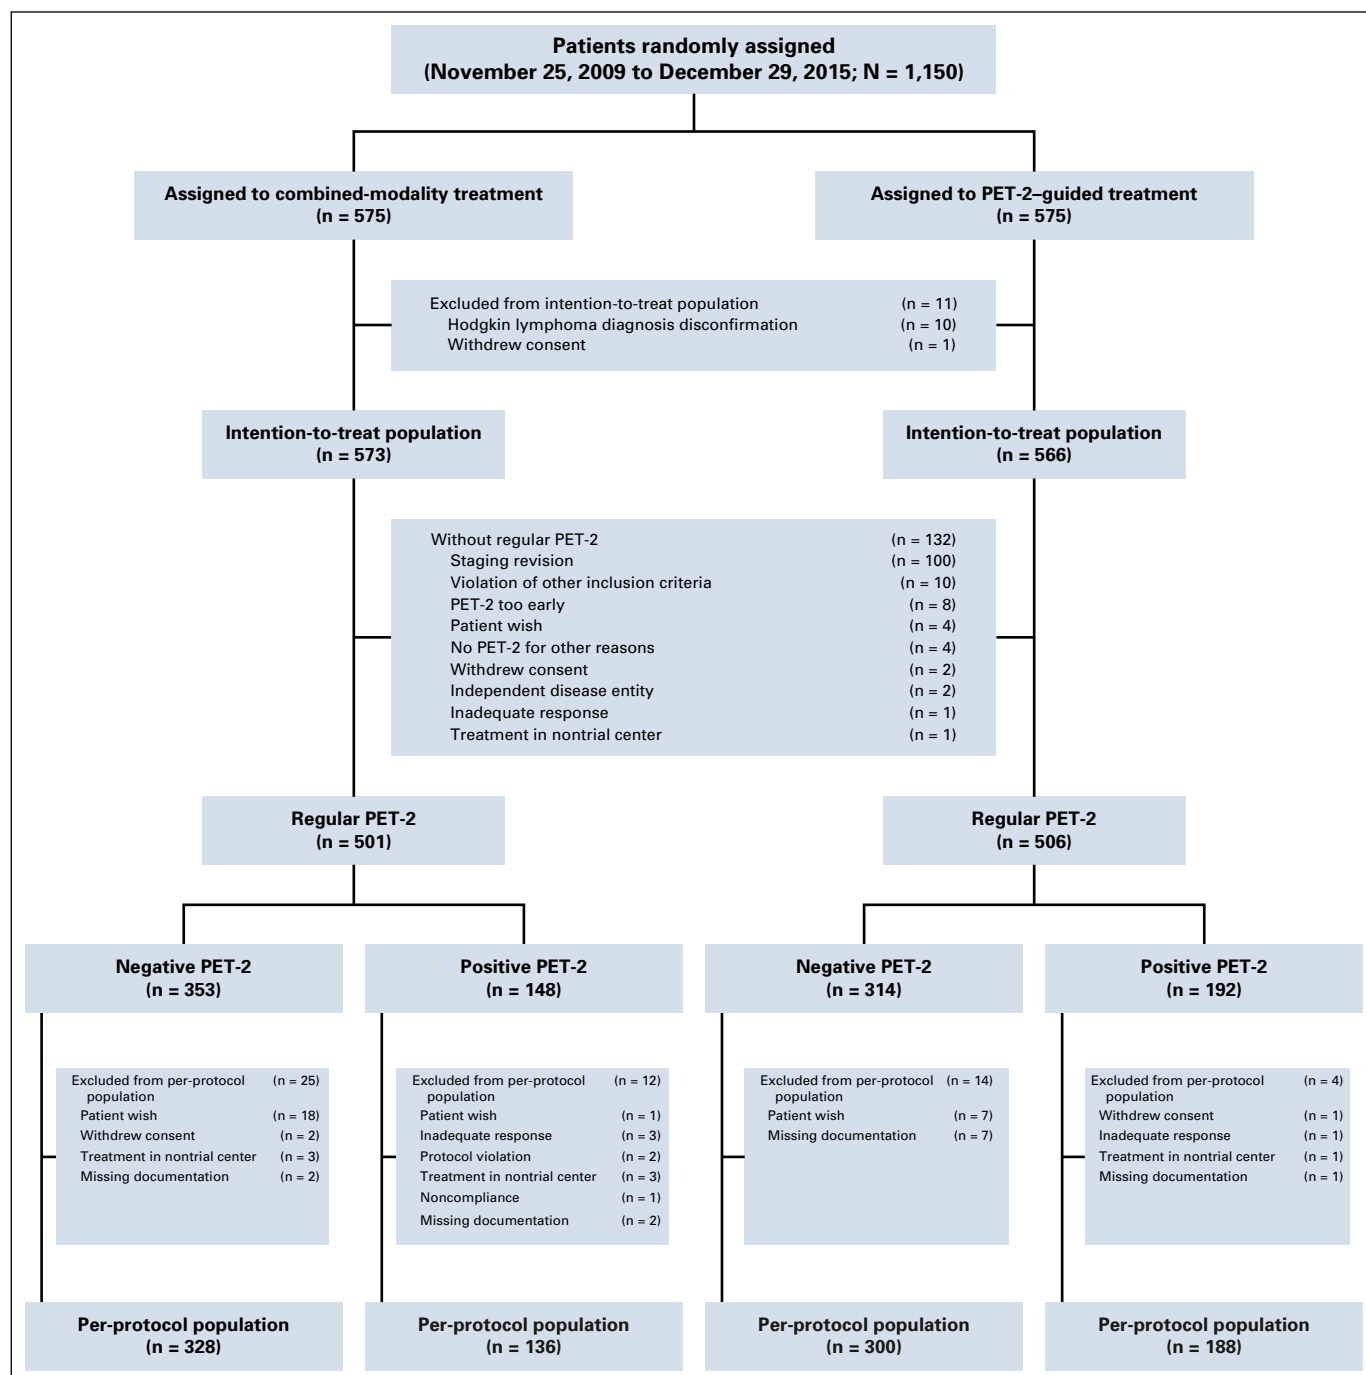 Patients randomly assigned
(November 25, 2009 to December 29, 2015; N = 1,150)
Assigned to combined-modality treatment
(n = 575)
Assigned to PET-2–guided treatment
(n = 575)
Excluded from intention-to-treat population (n = 11)
Hodgkin lymphoma diagnosis disconfirmation (n = 10)
Withdrew consent (n = 1)
Intention-to-treat population
(n = 573)
Intention-to-treat population
(n = 566)
Without regular PET-2 (n = 132)
Staging revision (n = 100)
Violation of other inclusion criteria (n = 10)
PET-2 too early (n = 8)
Patient wish (n = 4)
No PET-2 for other reasons (n = 4)
Withdrew consent (n = 2)
Independent disease entity (n = 2)
Inadequate response (n = 1)
Treatment in nontrial center (n = 1)
Regular PET-2
(n = 501)
Regular PET-2
(n = 506)
Negative PET-2
(n = 353)
Positive PET-2
(n = 148)
Negative PET-2
(n = 314)
Positive PET-2
(n = 192)
Excluded from per-protocol (n = 25)
population
Patient wish (n = 18)
Withdrew consent (n = 2)
Treatment in nontrial center (n = 3)
Missing documentation (n = 2)
Excluded from per-protocol (n = 12)
population
Patient wish (n = 1)
Inadequate response (n = 3)
Protocol violation (n = 2)
Treatment in nontrial center (n = 3)
Noncompliance (n = 1)
Missing documentation (n = 2)
Excluded from per-protocol (n = 14)
population
Patient wish (n = 7)
Missing documentation (n = 7)
Excluded from per-protocol (n = 4)
population
Withdrew consent (n = 1)
Inadequate response (n = 1)
Treatment in nontrial center (n = 1)
Missing documentation (n = 1)
Per-protocol population
(n = 328)
Per-protocol population
(n = 136)
Per-protocol population
(n = 300)
Per-protocol population
(n = 188)